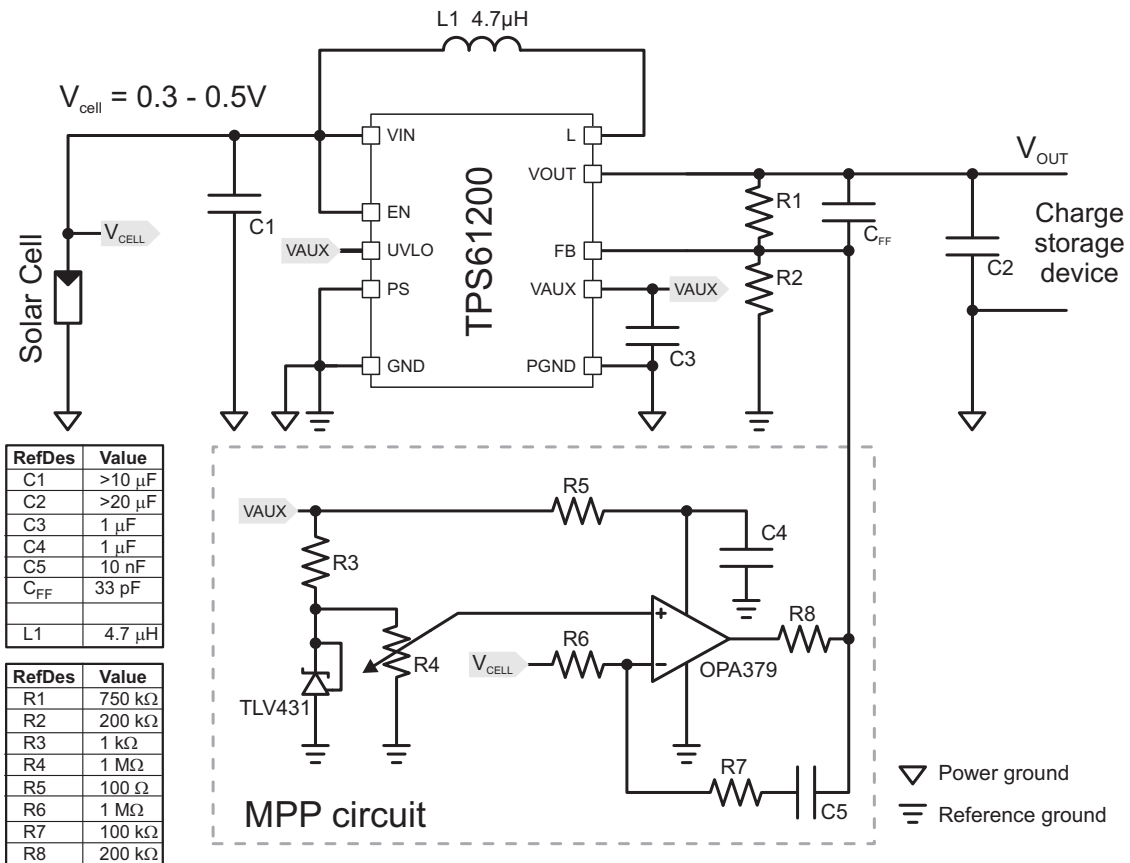 L1 4.7μH
V_cell = 0.3 - 0.5V
VIN
L
VOUT
V_OUT
EN
C1
R1
C_FF
Charge
storage
device
V_CELL
VAUX
UVLO
FB
C2
Solar Cell
PS
TPS61200
VAUX
VAUX
R2
C3
GND
PGND
RefDes Value
C1 >10 μF
C2 >20 μF
C3 1 μF
C4 1 μF
C5 10 nF
C_FF 33 pF
L1 4.7 μH
RefDes Value
R1 750 kΩ
R2 200 kΩ
R3 1 kΩ
R4 1 MΩ
R5 100 Ω
R6 1 MΩ
R7 100 kΩ
R8 200 kΩ
R5
VAUX
C4
R3
+
R8
R6
R4
V_CELL
−
OPA379
TLV431
R7
C5
MPP circuit
Power ground
Reference ground